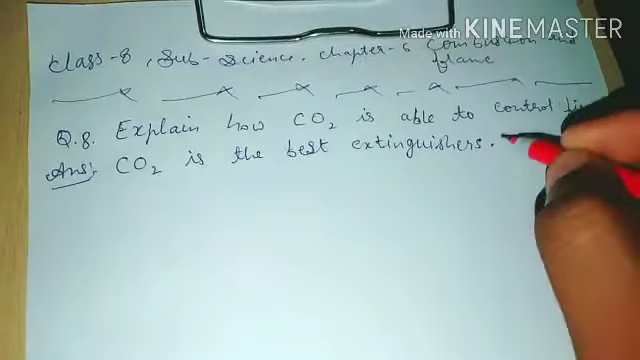 Made with KINEMASTER
Class-8, Sub- Science. Chapter-6 Combustion and
flame
Q.8. Explain how CO2 is able to control
Ans:- CO2 is the best extinguishers.